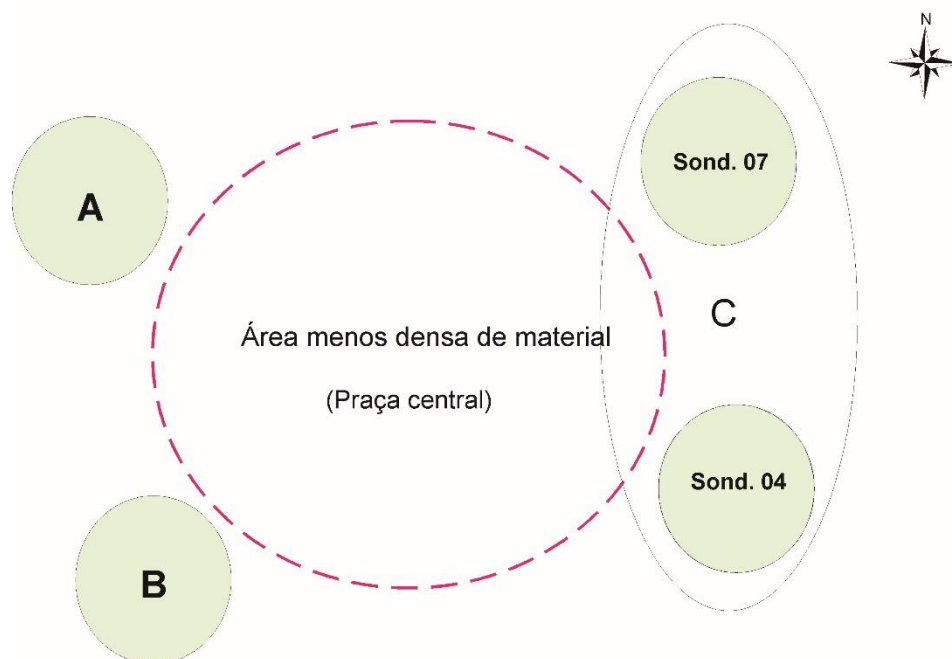 N
A
Sond. 07
C
Área menos densa de material
(Praça central)
Sond. 04
B